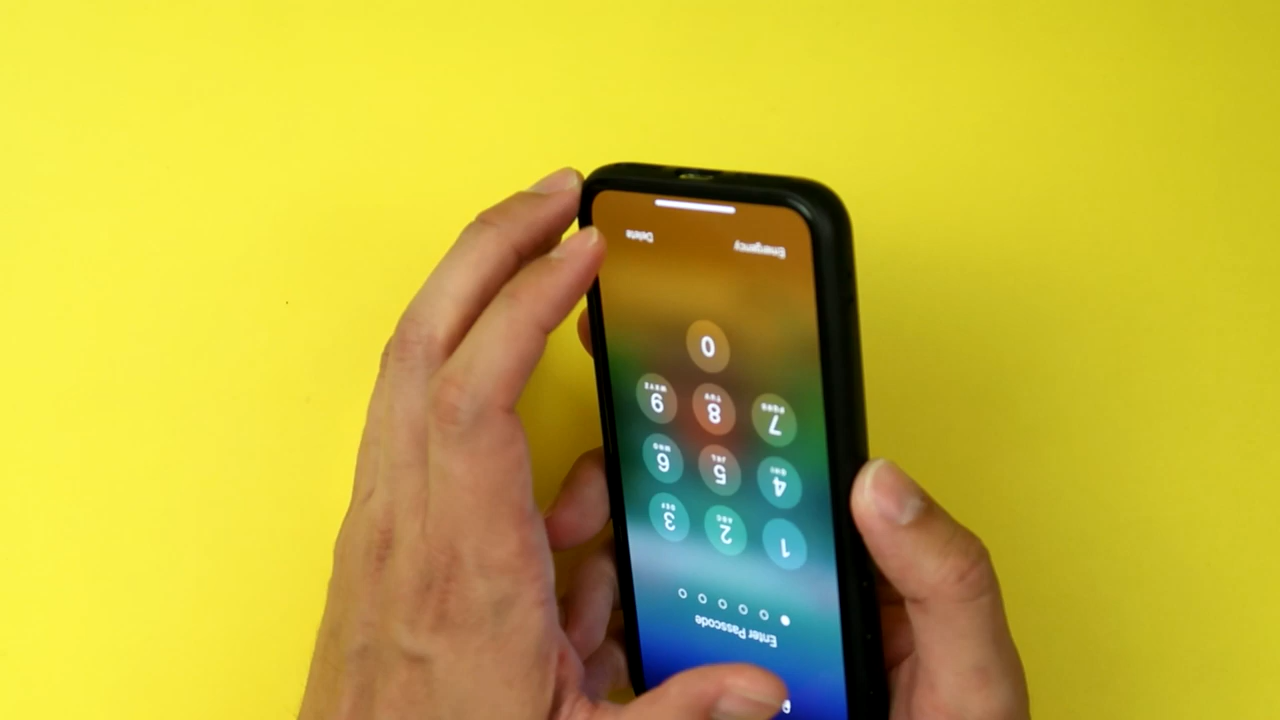 Enter Passcode
1
2 ABC
3 DEF
4 GHI
5 JKL
6 MNO
7 PQRS
8 TUV
9 WXYZ
0
Emergency Delete